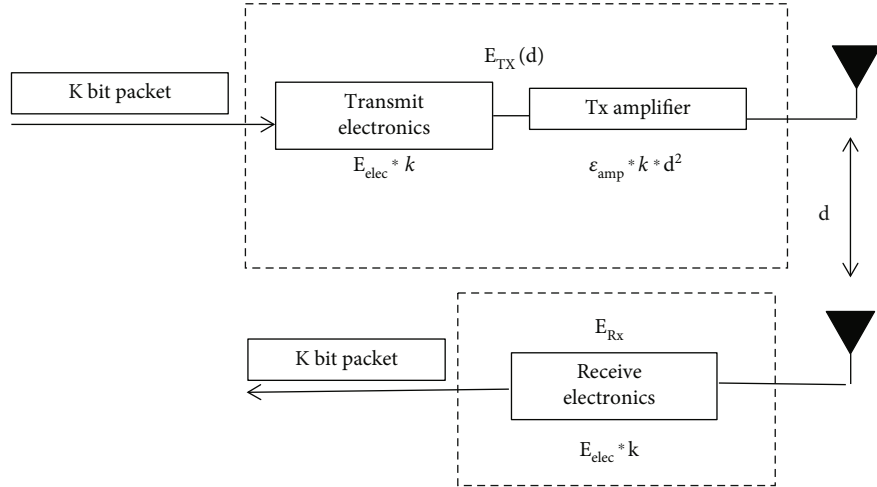 E_TX (d)
K bit packet
Transmit
electronics
Tx amplifier
E_elec * k
ε_amp * k * d²
d
E_Rx
K bit packet
Receive
electronics
E_elec * k